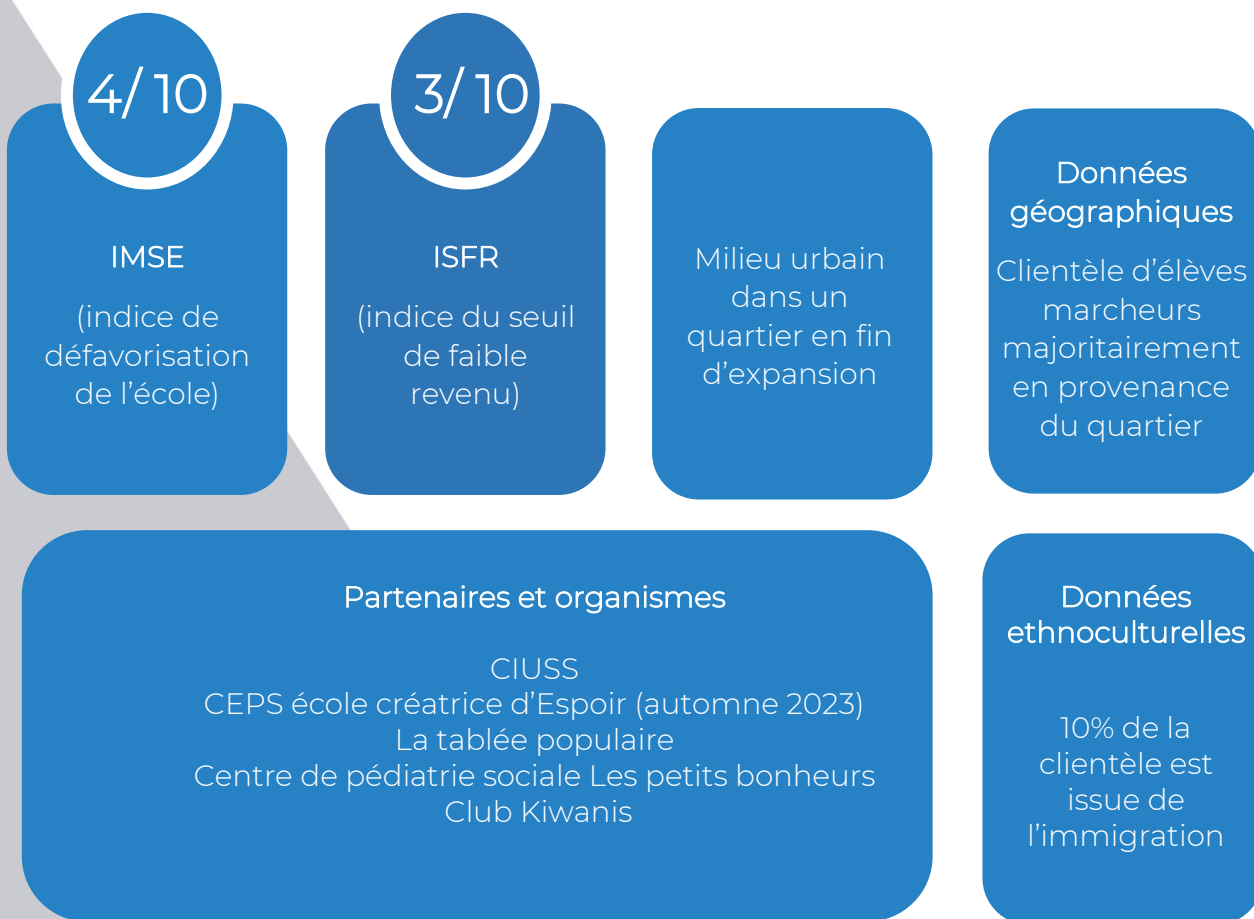 4/ 10
IMSE
(indice de
défavorisation
de l'école)
3/ 10
ISFR
(indice du seuil
de faible
revenu)
Milieu urbain
dans un
quartier en fin
d'expansion
Données
géographiques
Clientèle d'élèves
marcheurs
majoritairement
en provenance
du quartier
Partenaires et organismes
CIUSS
CEPS école créatrice d'Espoir (automne 2023)
La tablée populaire
Centre de pédiatrie sociale Les petits bonheurs
Club Kiwanis
Données
ethnoculturelles
10% de la
clientèle est
issue de
l'immigration